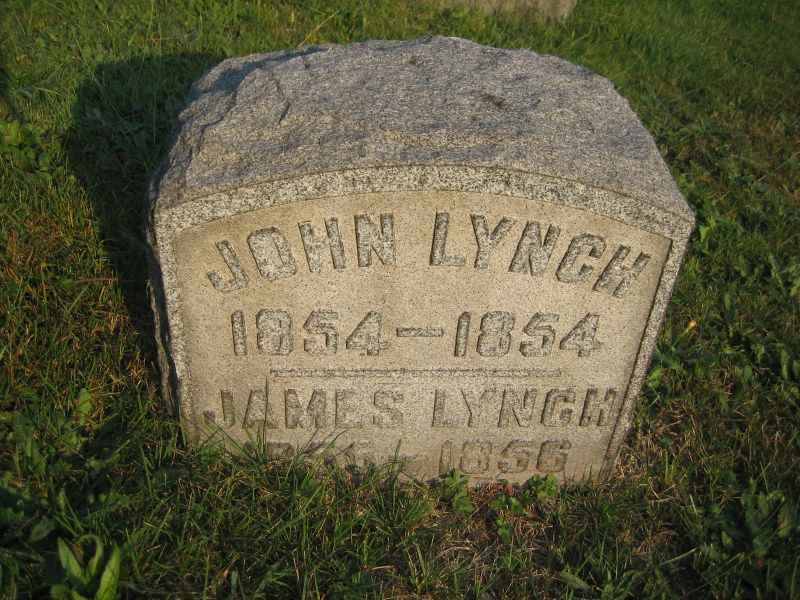 JOHN LYNCH
1854 — 1854
JAMES LYNCH
— 1856